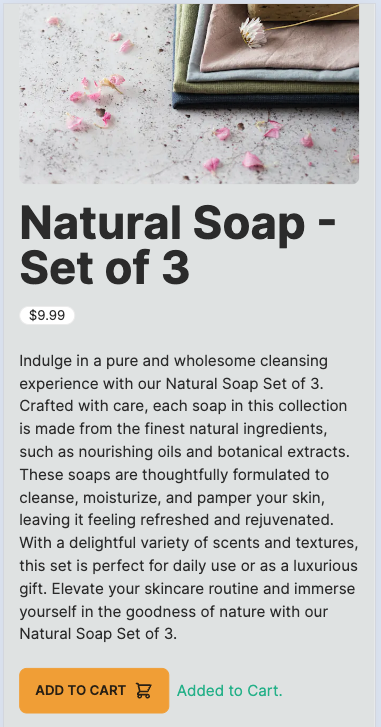 Natural Soap -
Set of 3
$9.99
Indulge in a pure and wholesome cleansing
experience with our Natural Soap Set of 3.
Crafted with care, each soap in this collection
is made from the finest natural ingredients,
such as nourishing oils and botanical extracts.
These soaps are thoughtfully formulated to
cleanse, moisturize, and pamper your skin,
leaving it feeling refreshed and rejuvenated.
With a delightful variety of scents and textures,
this set is perfect for daily use or as a luxurious
gift. Elevate your skincare routine and immerse
yourself in the goodness of nature with our
Natural Soap Set of 3.
ADD TO CART Added to Cart.